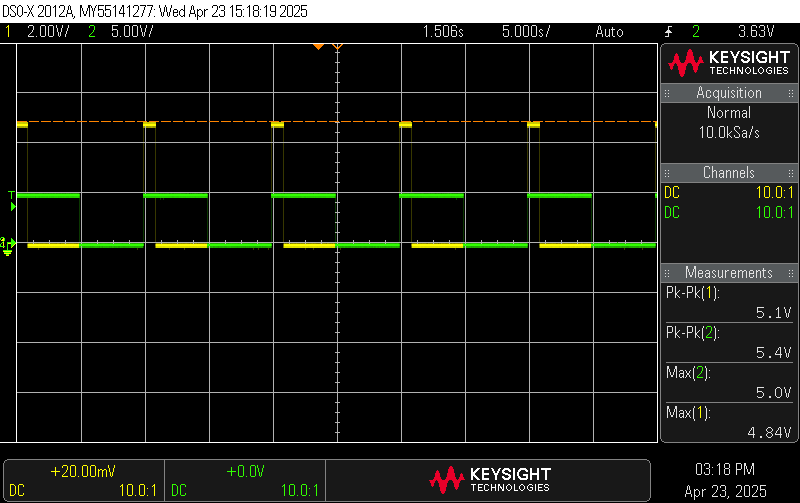 DSO-X 2012A, MY55141277: Wed Apr 23 15:18:19 2025
1 2.00V/ 2 5.00V/ 1.506s 5.000s/ Auto 2 3.63V
KEYSIGHT
TECHNOLOGIES
Acquisition
Normal
10.0kSa/s
Channels
DC 10.0:1
DC 10.0:1
Measurements
Pk-Pk(1):
5.1V
Pk-Pk(2):
5.4V
Max(2):
5.0V
Max(1):
4.84V
T
2
+20.00mV
DC 10.0:1
+0.0V
DC 10.0:1
KEYSIGHT
TECHNOLOGIES
03:18 PM
Apr 23, 2025